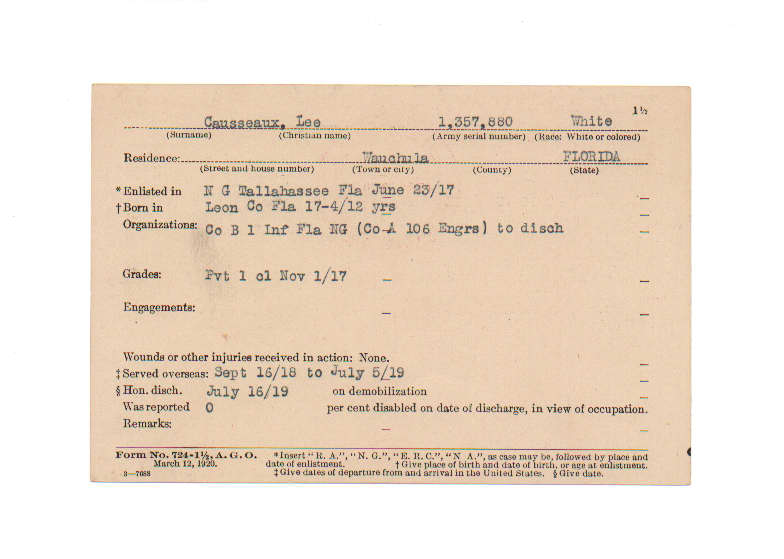 1½
Causseaux, Lee 1,357,880 White
(Surname) (Christian name) (Army serial number) (Race: White or colored)
Residence: Wauchula FLORIDA
(Street and house number) (Town or city) (County) (State)
* Enlisted in N G Tallahassee Fla June 23/17
† Born in Leon Co Fla 17-4/12 yrs
Organizations: Co B 1 Inf Fla NG (Co A 106 Engrs) to disch
Grades: Pvt 1 cl Nov 1/17 –
Engagements: –
Wounds or other injuries received in action: None.
‡ Served overseas: Sept 16/18 to July 5/19
§ Hon. disch. July 16/19 on demobilization
Was reported 0 per cent disabled on date of discharge, in view of occupation.
Remarks: –
Form No. 724-1½, A. G. O. * Insert "R. A.", "N. G.", "E. R. C.", "N A.", as case may be, followed by place and
March 12, 1920. date of enlistment. † Give place of birth and date of birth, or age at enlistment.
3—7688 ‡ Give dates of departure from and arrival in the United States. § Give date.